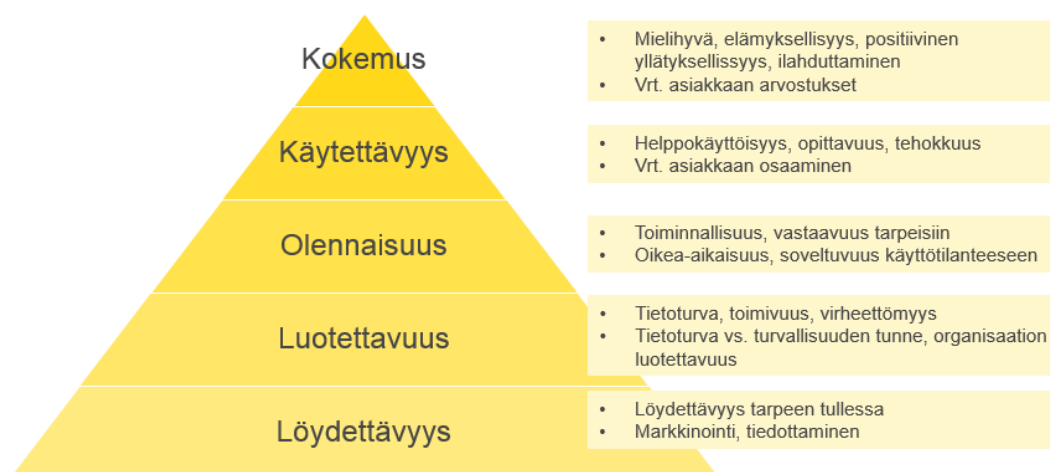 Kokemus
• Mielihyvä, elämyksellisyys, positiivinen
yllätyksellissyys, ilahduttaminen
• Vrt. asiakkaan arvostukset
Käytettävyys
• Helppokäyttöisyys, opittavuus, tehokkuus
• Vrt. asiakkaan osaaminen
Olennaisuus
• Toiminnallisuus, vastaavuus tarpeisiin
• Oikea-aikaisuus, soveltuvuus käyttötilanteeseen
Luotettavuus
• Tietoturva, toimivuus, virheettömyys
• Tietoturva vs. turvallisuuden tunne, organisaation
luotettavuus
Löydettävyys
• Löydettävyys tarpeen tullessa
• Markkinointi, tiedottaminen